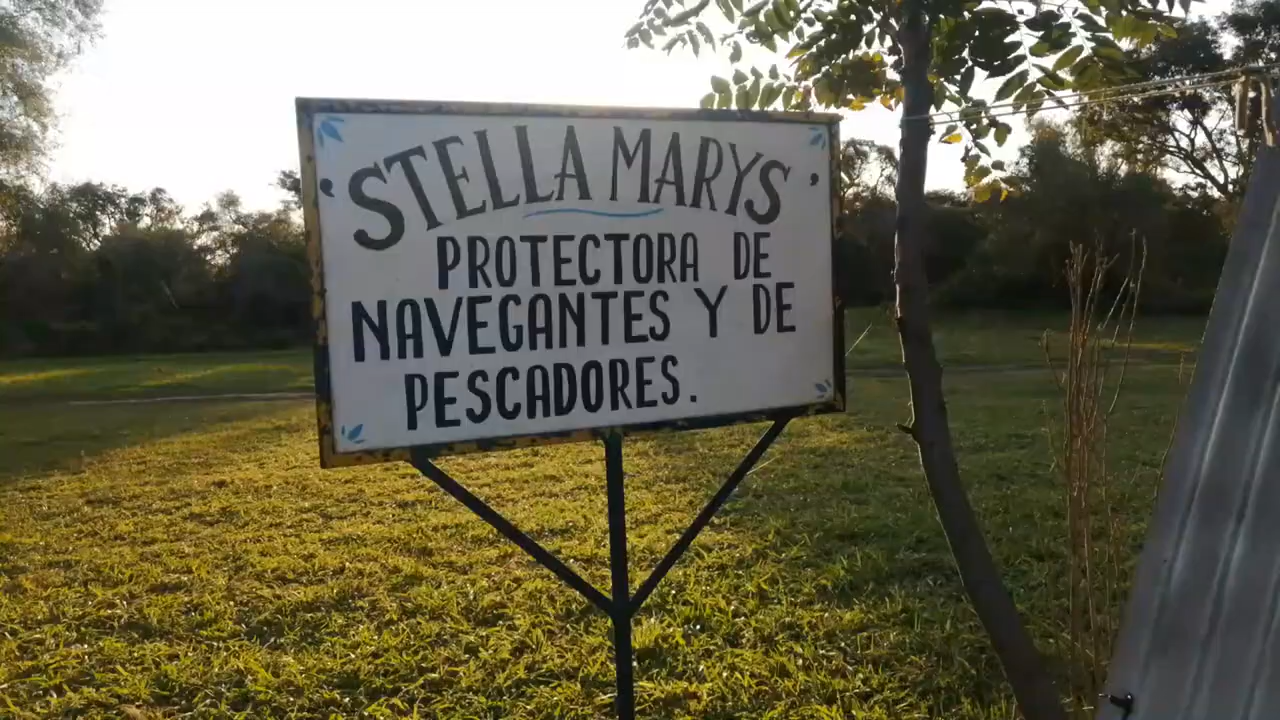 ‘STELLA MARYS’
PROTECTORA DE
NAVEGANTES Y DE
PESCADORES.